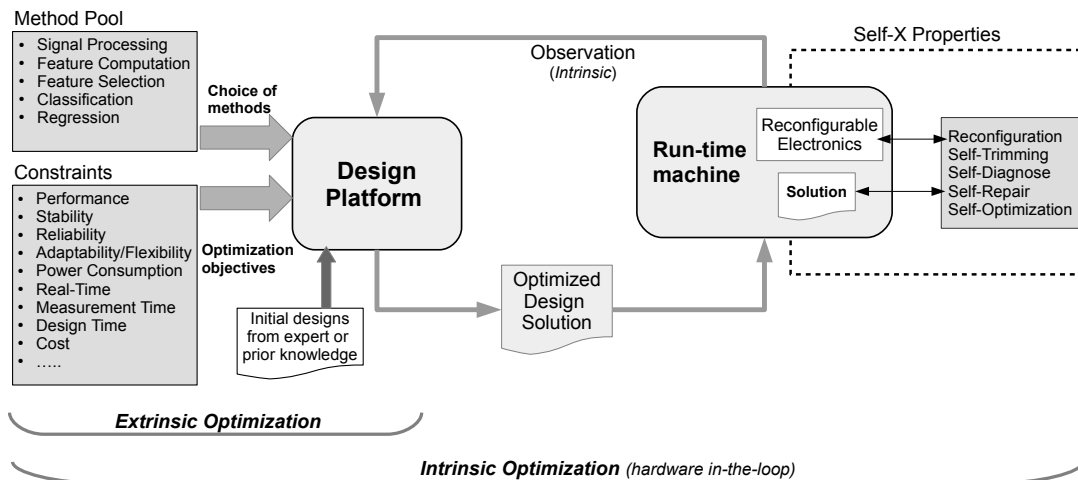 Method Pool
• Signal Processing
• Feature Computation
• Feature Selection
• Classification
• Regression
Choice of
methods
Constraints
• Performance
• Stability
• Reliability
• Adaptability/Flexibility
• Power Consumption
• Real-Time
• Measurement Time
• Design Time
• Cost
• …..
Optimization
objectives
Design
Platform
Initial designs
from expert or
prior knowledge
Observation
(Intrinsic)
Optimized
Design
Solution
Run-time
machine
Reconfigurable
Electronics
Solution
Self-X Properties
Reconfiguration
Self-Trimming
Self-Diagnose
Self-Repair
Self-Optimization
Extrinsic Optimization
Intrinsic Optimization (hardware in-the-loop)